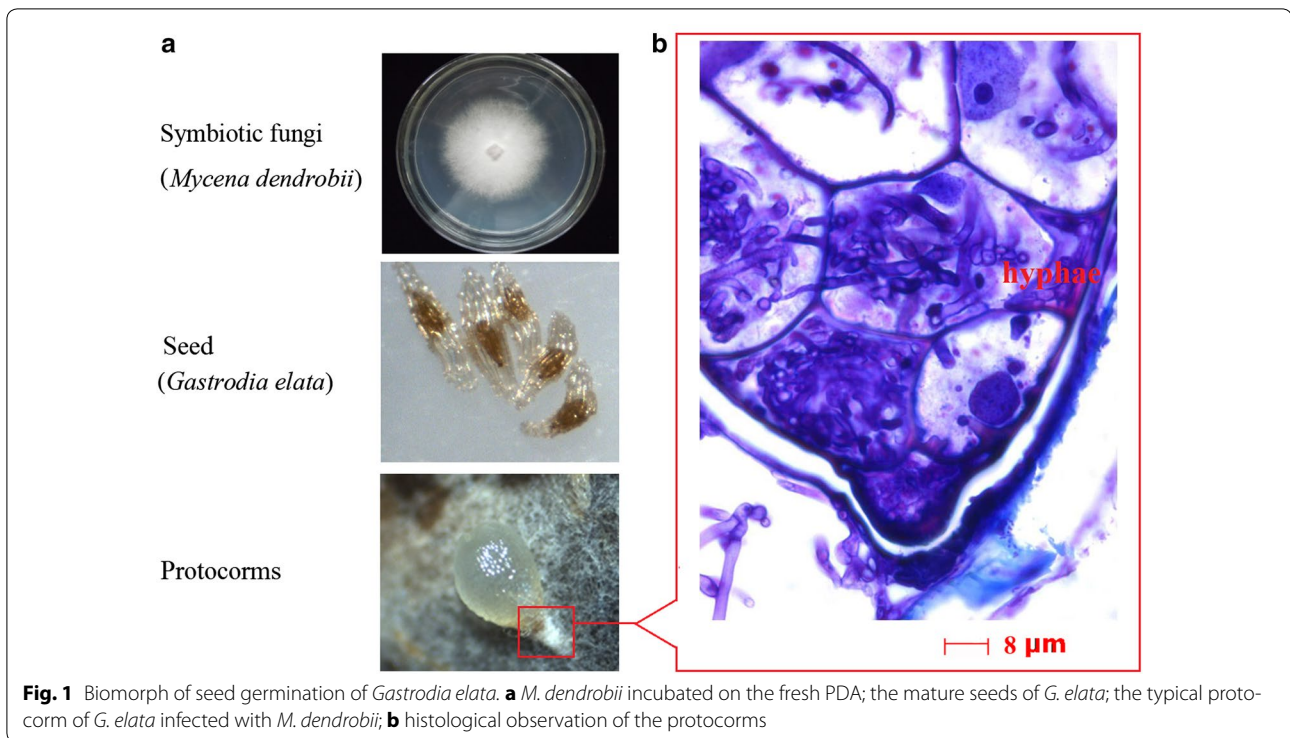 a
b
Symbiotic fungi
(Mycena dendrobii)
hyphae
Seed
(Gastrodia elata)
Protocorms
8 µm
Fig. 1 Biomorph of seed germination of Gastrodia elata. a M. dendrobii incubated on the fresh PDA; the mature seeds of G. elata; the typical proto-
corm of G. elata infected with M. dendrobii; b histological observation of the protocorms